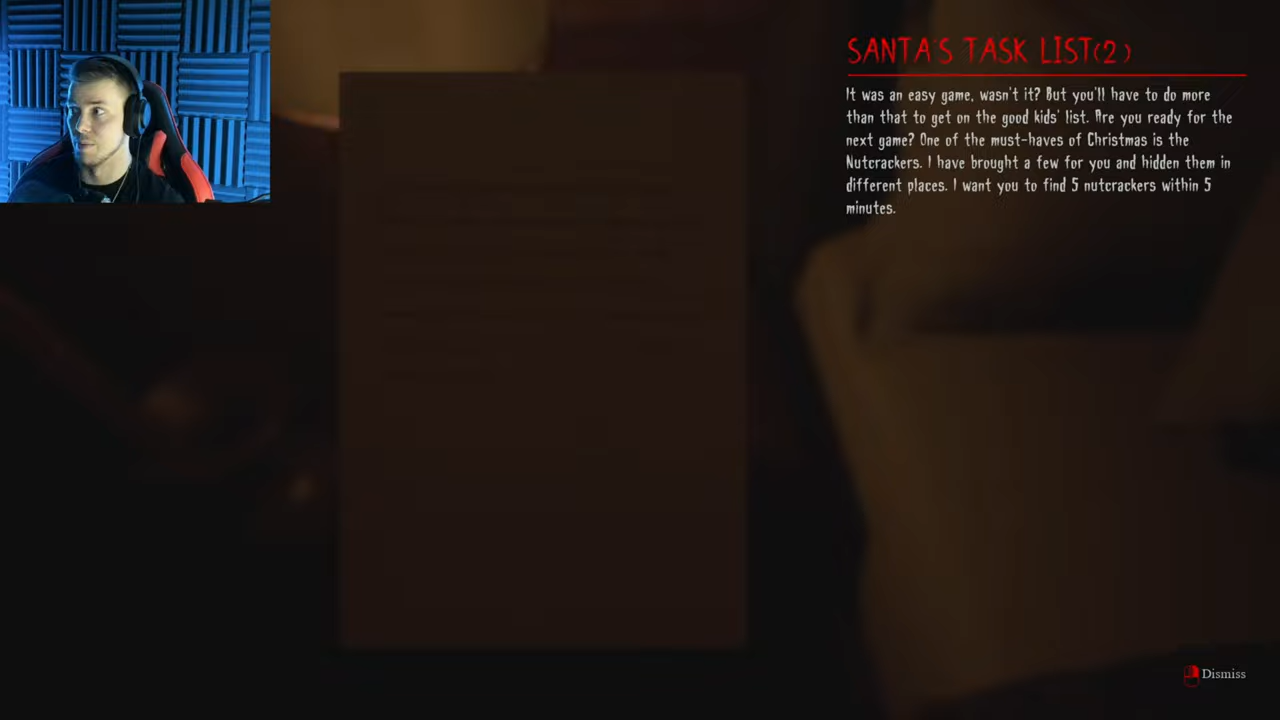 SANTA'S TASK LIST(2)
It was an easy game, wasn't it? But you'll have to do more
than that to get on the good kids' list. Are you ready for the
next game? One of the must-haves of Christmas is the
Nutcrackers. I have brought a few for you and hidden them in
different places. I want you to find 5 nutcrackers within 5
minutes.
Dismiss